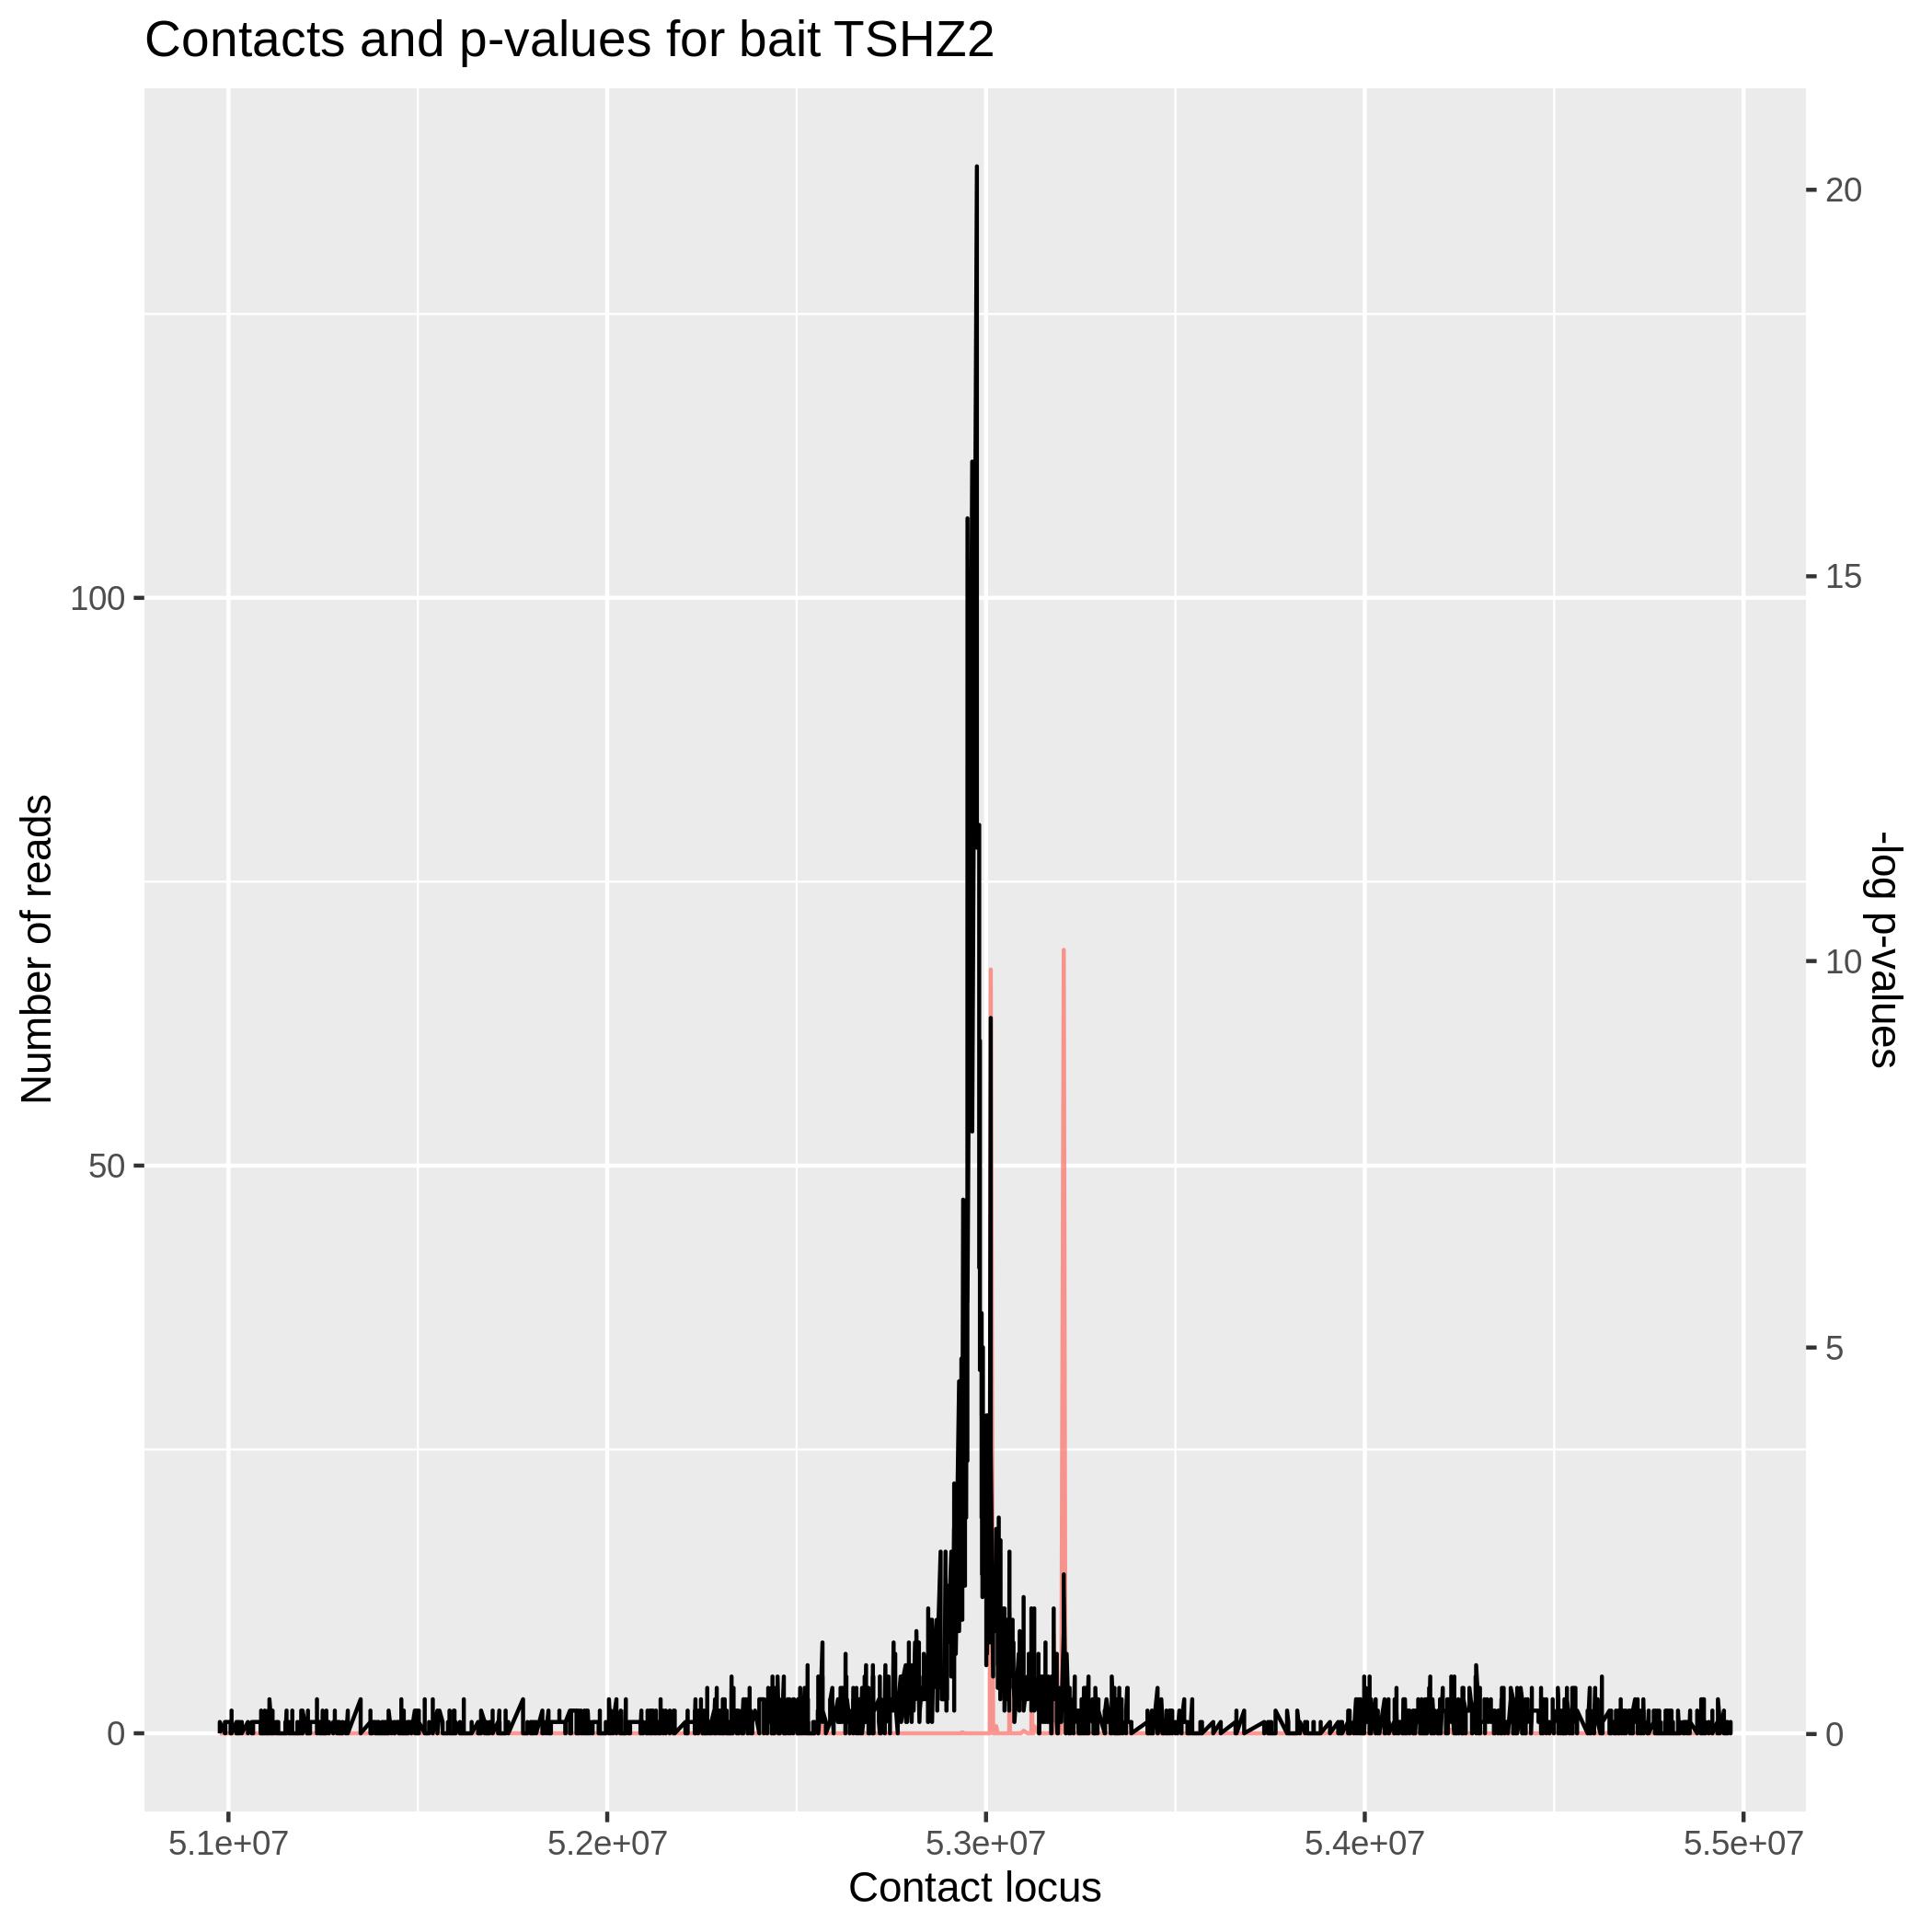 Contacts and p-values for bait TSHZ2
Number of reads
100
50
0
20
15
10
5
0
-log p-values
5.1e+07
5.2e+07
5.3e+07
5.4e+07
5.5e+07
Contact locus